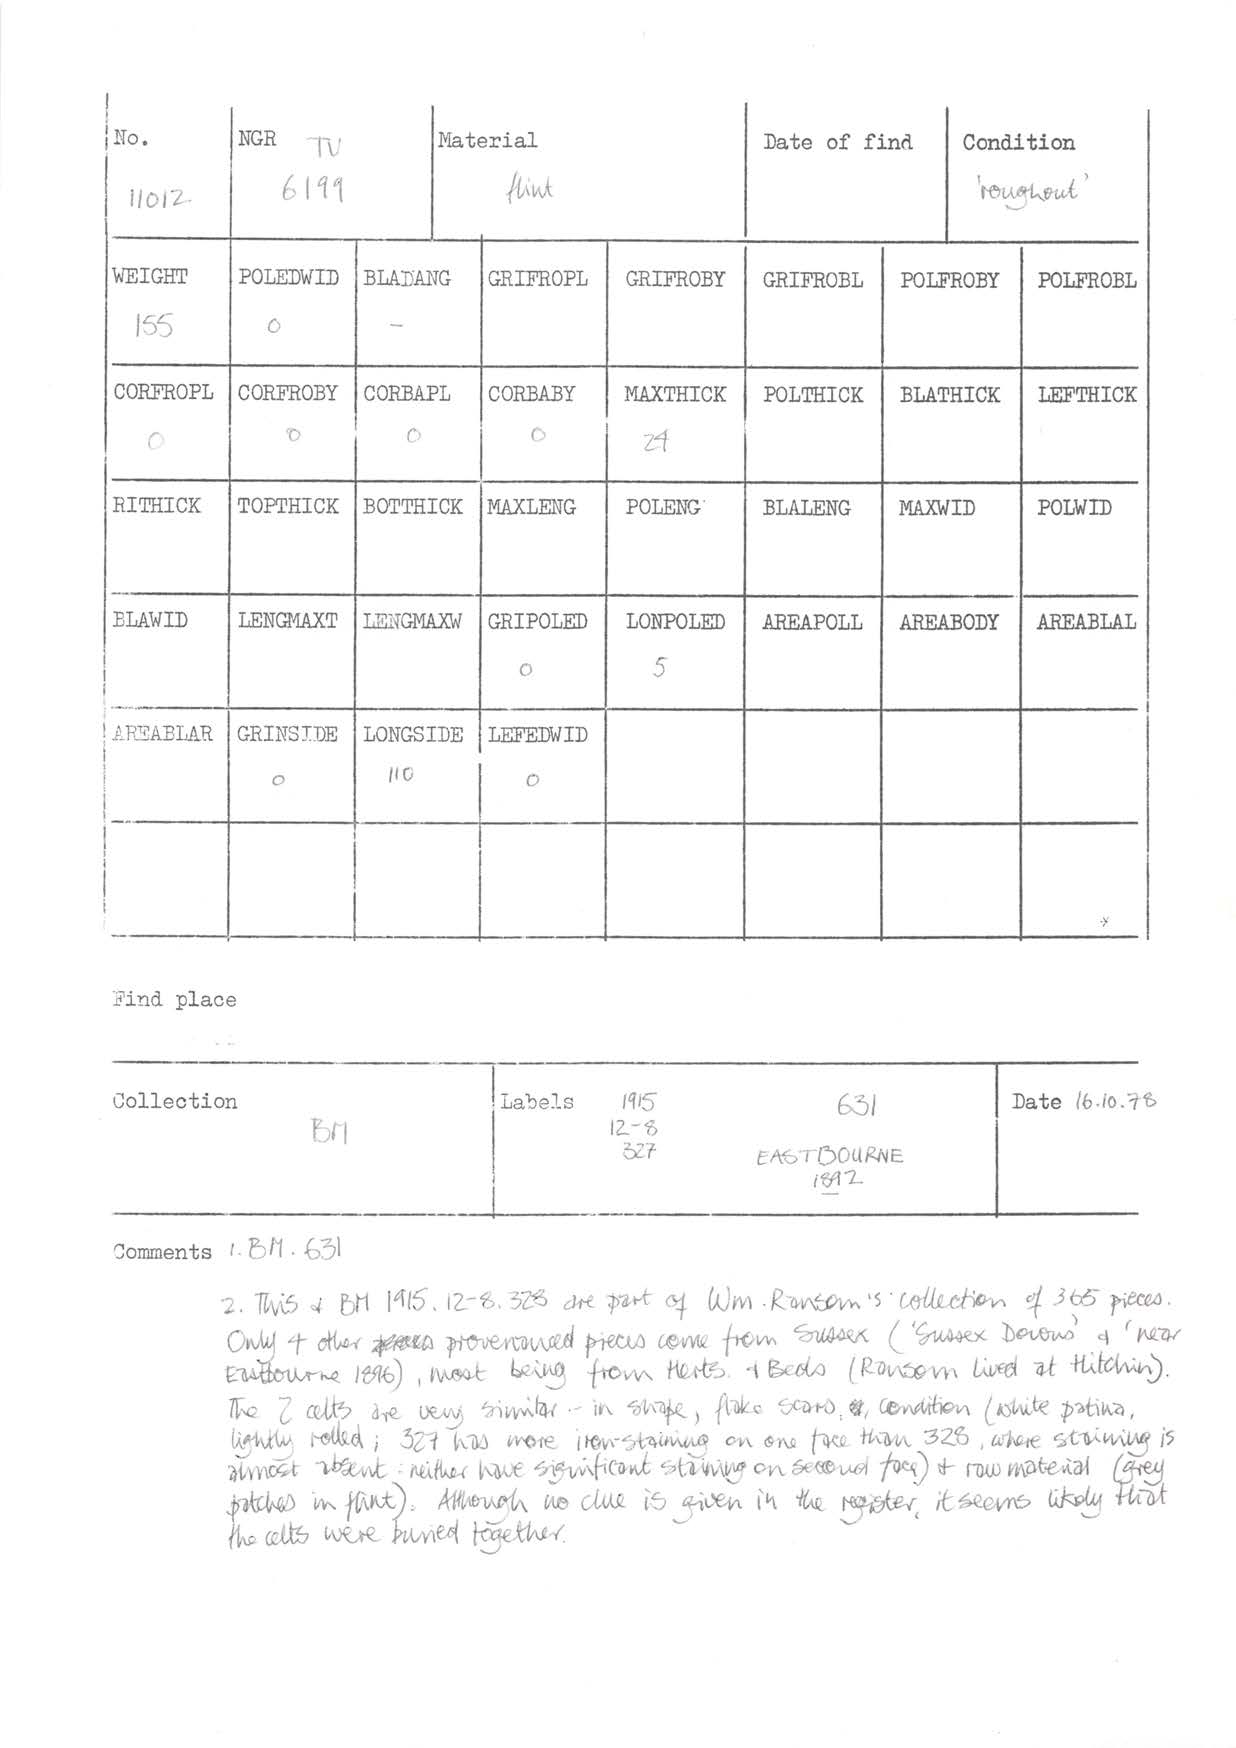 No. NGR TV Material Date of find Condition
11012 6199 flint 'roughout'
WEIGHT POLEDWID BLADANG GRIFROPL GRIFROBY GRIFROBL POLFROBY POLFROBL
155 0 -
CORFROPL CORFROBY CORBAPL CORBABY MAXTHICK POLTHICK BLATHICK LEFTHICK
0 0 0 0 24
RITHICK TOPTHICK BOTTHICK MAXLENG POLENG BLALENG MAXWID POLWID
BLAWID LENGMAXT LENGMAXW GRIPOLED LONPOLED AREAPOLL AREABODY AREABLAL
0 5
AREABLAR GRINSIDE LONGSIDE LEFEDWID
0 110 0
Find place
Collection Labels 1915 631 Date 16.10.78
BM 12-8
327 EASTBOURNE
1892
Comments 1. BM. 631
2. This & BM 1915. 12-8. 328 are part of Wm. Ransom's collection of 365 pieces.
Only 4 other provenanced pieces come from Sussex ('Sussex Downs' & 'near
Eastbourne 1896), most being from Herts. & Beds (Ransom lived at Hitchin).
The 2 celts are very similar - in shape, flake scars, condition (white patina,
lightly rolled; 327 has more iron-staining on one face than 328, where staining is
almost absent: neither have significant staining on second face) & raw material (grey
patches in flint). Although no clue is given in the register, it seems likely that
the celts were buried together.